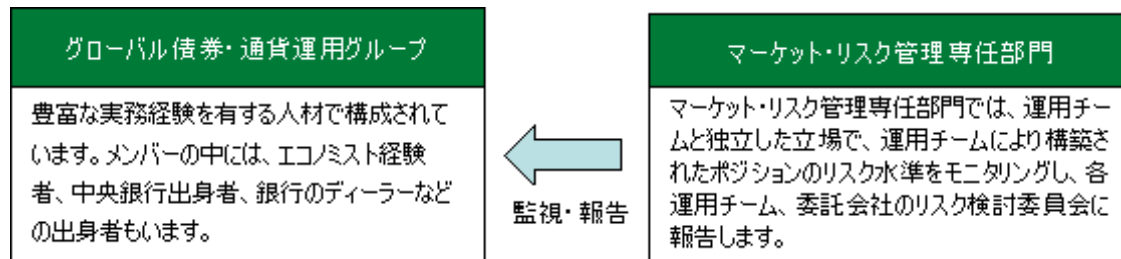 グローバル債券・通貨運用グループ
豊富な実務経験を有する人材で構成されて
います。メンバーの中には、エコノミスト経験
者、中央銀行出身者、銀行のディーラーなど
の出身者もいます。
監視・報告
マーケット・リスク管理専任部門
マーケット・リスク管理専任部門では、運用チー
ムと独立した立場で、運用チームにより構築さ
れたポジションのリスク水準をモニタリングし、各
運用チーム、委託会社のリスク検討委員会に
報告します。